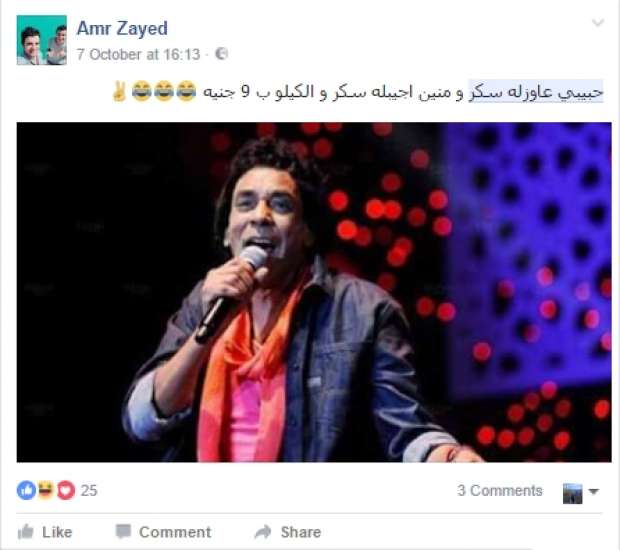 Amr Zayed
7 October at 16:13 ·
حبيبي عاوزله سكر و منين اجيبله سكر و الكيلو ب 9 جنيه 😂😂😂✌
25
3 Comments
Like Comment Share